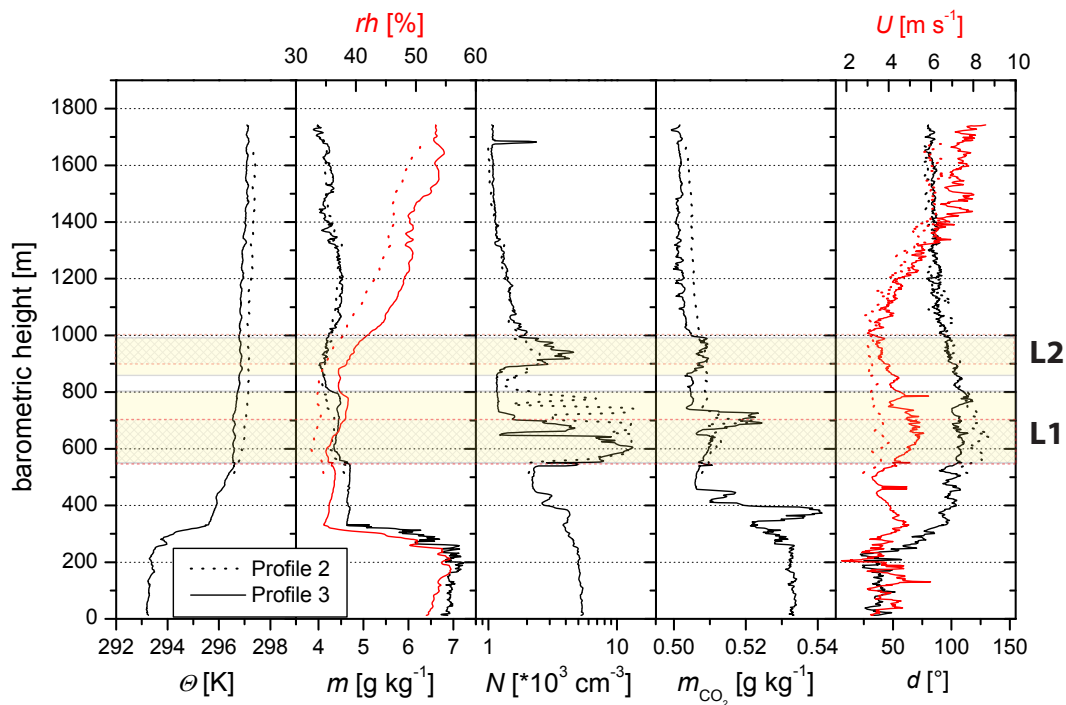 rh [%]
U [m s⁻¹]
30 40 50 60
2 4 6 8 10
1800
1600
1400
1200
1000
800
600
400
200
0
barometric height [m]
L2
L1
Profile 2
Profile 3
292 294 296 298
4 5 6 7
1 10
0.50 0.52 0.54
0 50 100 150
Θ [K]
m [g kg⁻¹]
N [*10³ cm⁻³]
m_CO₂ [g kg⁻¹]
d [°]